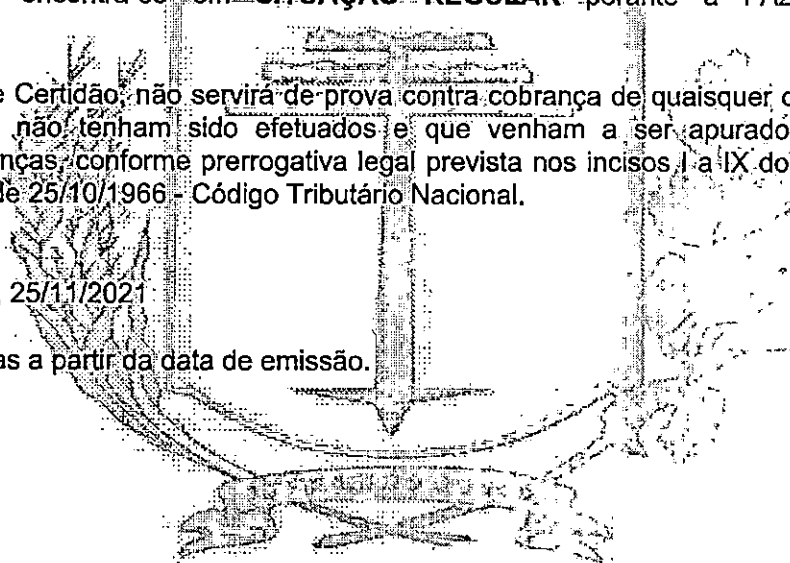 encontra-se em SITUAÇÃO REGULAR perante a FAZ
e Certidão, não servirá de prova contra cobrança de quaisquer
não tenham sido efetuados e que venham a ser apurado
nças, conforme prerrogativa legal prevista nos incisos I a IX do
de 25/10/1966 - Código Tributário Nacional.
25/11/2021
as a partir da data de emissão.